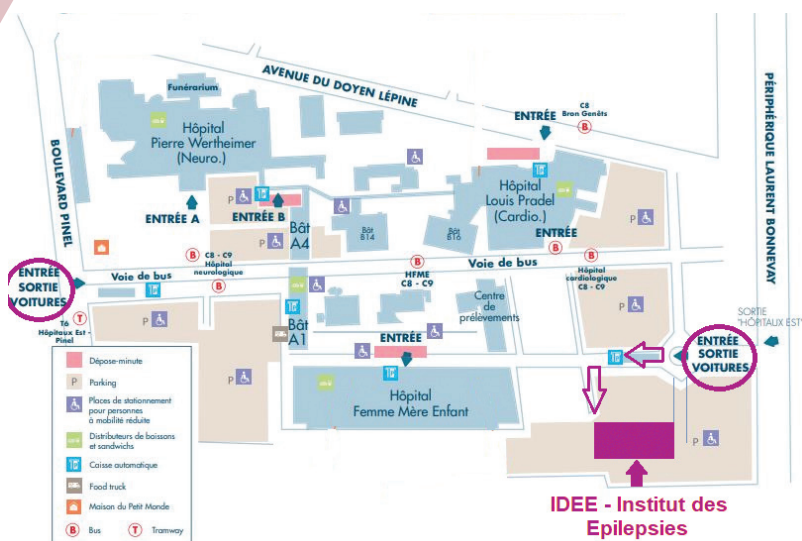 AVENUE DU DOYEN LÉPINE
C8
Bron Genêts
B
ENTRÉE
PÉRIPHÉRIQUE LAURENT BONNEVAY
BOULEVARD PINEL
Funérarium
Hôpital
Pierre Wertheimer
(Neuro.)
Hôpital
Louis Pradel
(Cardio.)
P
P
ENTRÉE A
ENTRÉE B
P
Bât
A4
Bât
B14
Bât
B16
ENTRÉE
B
C8 - C9
Hôpital
neurologique
B
B
HFME
C8 - C9
B
B
Hôpital
cardiologique
C8 - C9
Voie de bus
Voie de bus
ENTRÉE
SORTIE
VOITURES
T
T6
Hôpitaux Est -
Pinel
P
P
Bât
A1
ENTRÉE
Centre
de
prélèvements
P
SORTIE
"HÔPITAUX EST"
ENTRÉE
SORTIE
VOITURES
Hôpital
Femme Mère Enfant
P
IDEE - Institut des
Epilepsies
Dépose-minute
P Parking
Places de stationnement
pour personnes
à mobilité réduite
Distributeurs de boissons
et sandwichs
Caisse automatique
Food truck
Maison du Petit Monde
B Bus
T Tramway